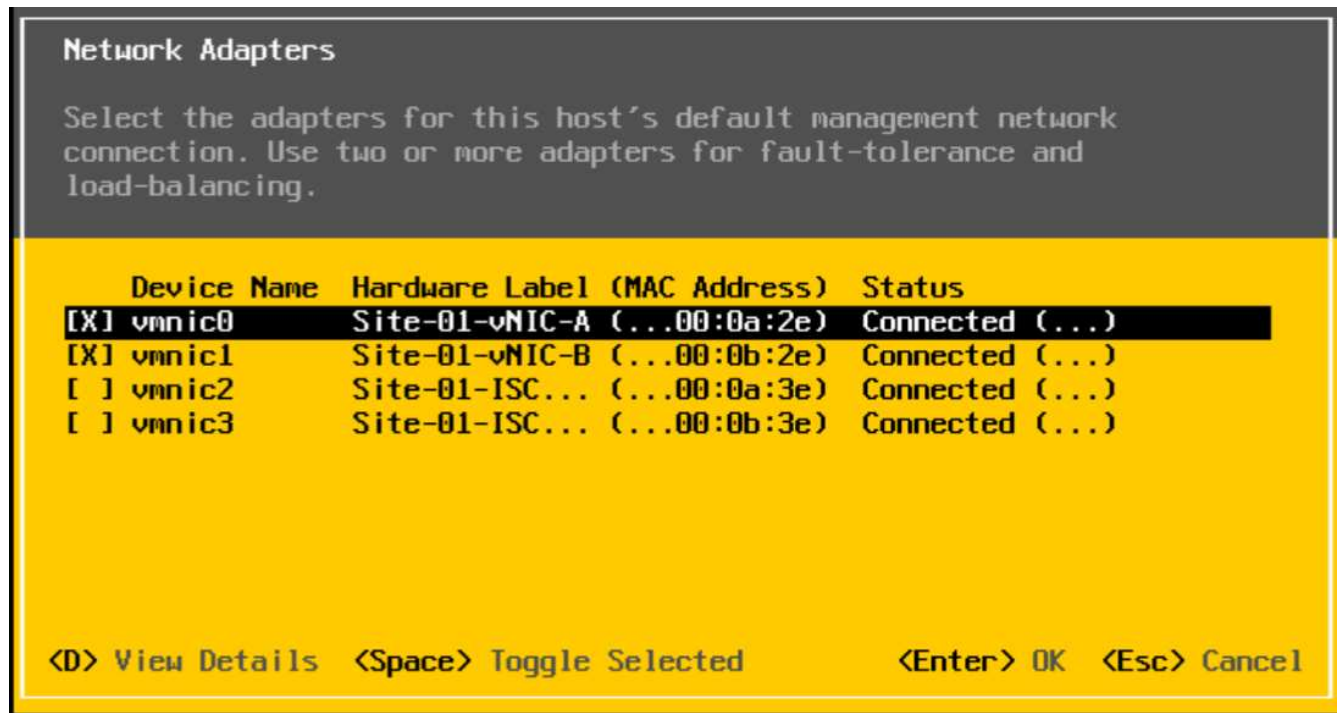 Network Adapters
Select the adapters for this host's default management network
connection. Use two or more adapters for fault-tolerance and
load-balancing.
Device Name Hardware Label (MAC Address) Status
[X] vmnic0 Site-01-vNIC-A (...00:0a:2e) Connected (...)
[X] vmnic1 Site-01-vNIC-B (...00:0b:2e) Connected (...)
[ ] vmnic2 Site-01-ISC... (...00:0a:3e) Connected (...)
[ ] vmnic3 Site-01-ISC... (...00:0b:3e) Connected (...)
<D> View Details <Space> Toggle Selected <Enter> OK <Esc> Cancel